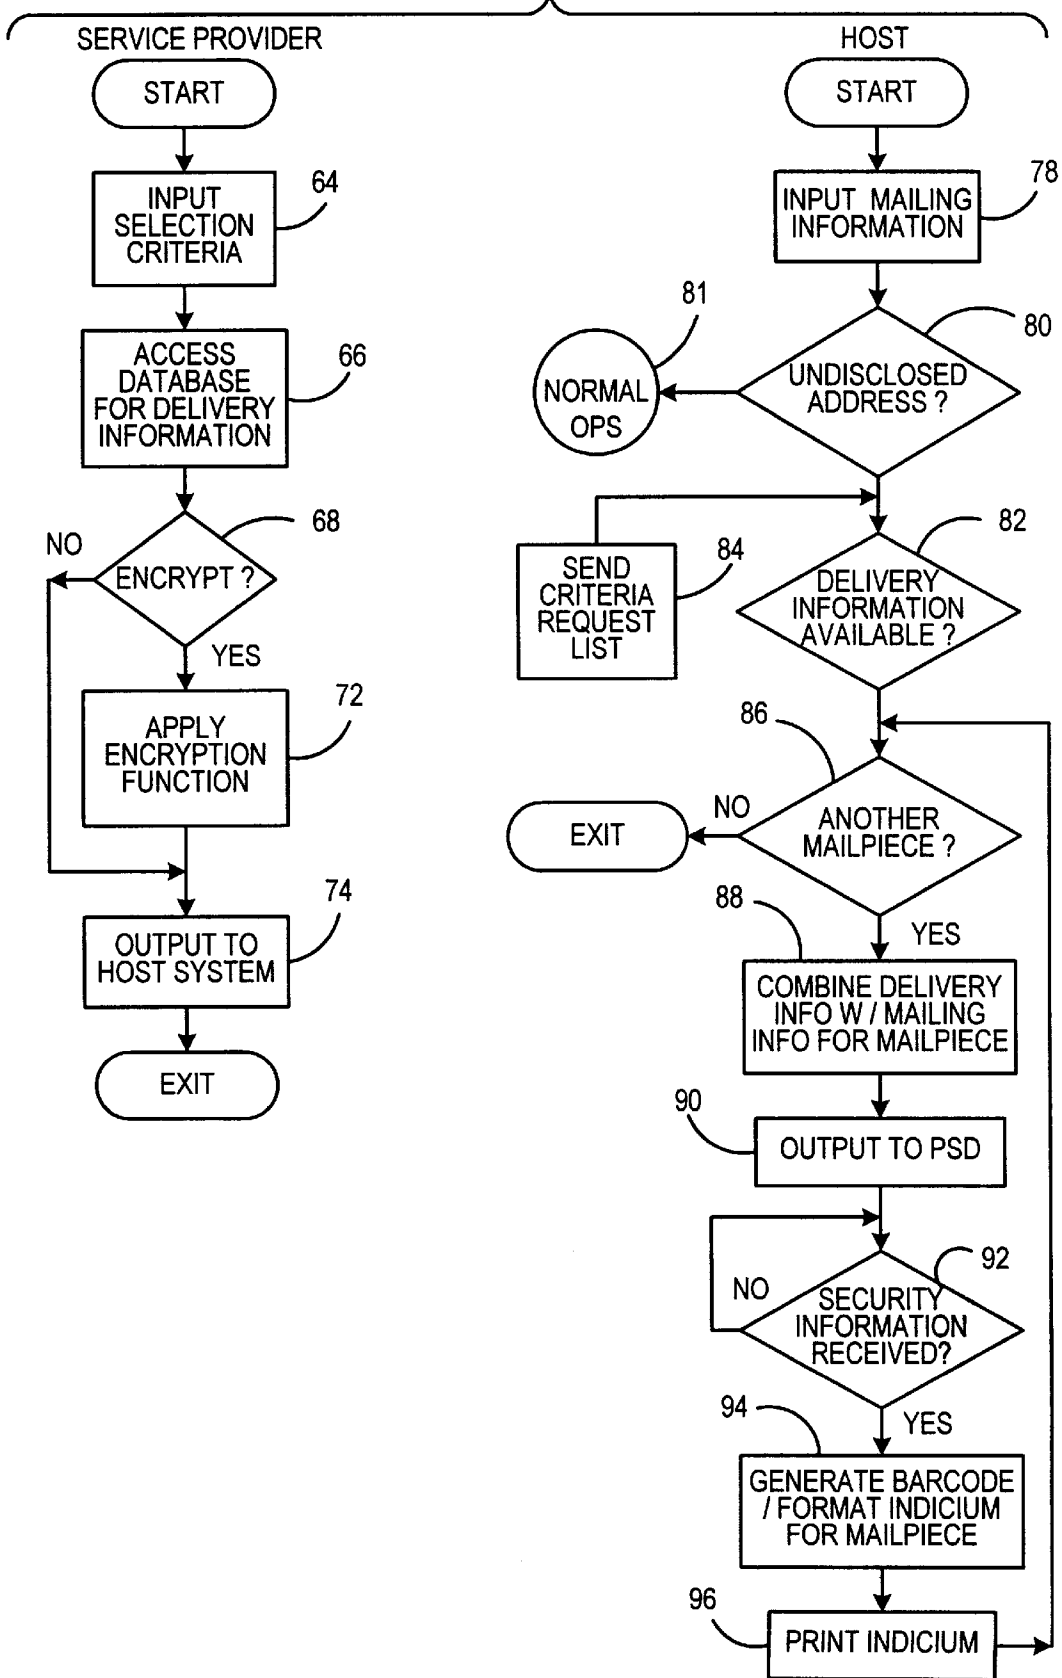 SERVICE PROVIDER
START
64
INPUT
SELECTION
CRITERIA
66
ACCESS
DATABASE
FOR DELIVERY
INFORMATION
68
NO
ENCRYPT ?
YES
72
APPLY
ENCRYPTION
FUNCTION
74
OUTPUT TO
HOST SYSTEM
EXIT
HOST
START
78
INPUT MAILING
INFORMATION
80
UNDISCLOSED
ADDRESS ?
81
NORMAL
OPS
82
DELIVERY
INFORMATION
AVAILABLE ?
84
SEND
CRITERIA
REQUEST
LIST
86
ANOTHER
MAILPIECE ?
NO
EXIT
YES
88
COMBINE DELIVERY
INFO W / MAILING
INFO FOR MAILPIECE
90
OUTPUT TO PSD
92
NO
SECURITY
INFORMATION
RECEIVED?
YES
94
GENERATE BARCODE
/ FORMAT INDICIUM
FOR MAILPIECE
96
PRINT INDICIUM